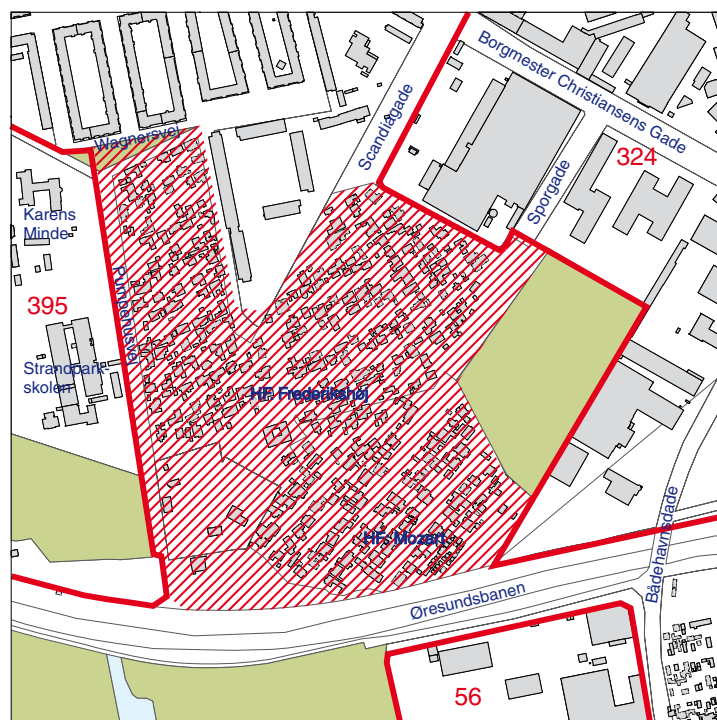 Borgmester Christiansens Gade
Scandiagade
Wagnersvej
324
Sporgade
Karens
Minde
Pumpehusvej
395
Strandpark-
skolen
HF. Frederikshøj
HF. Mozart
Bådehavnsdade
Øresundsbanen
56